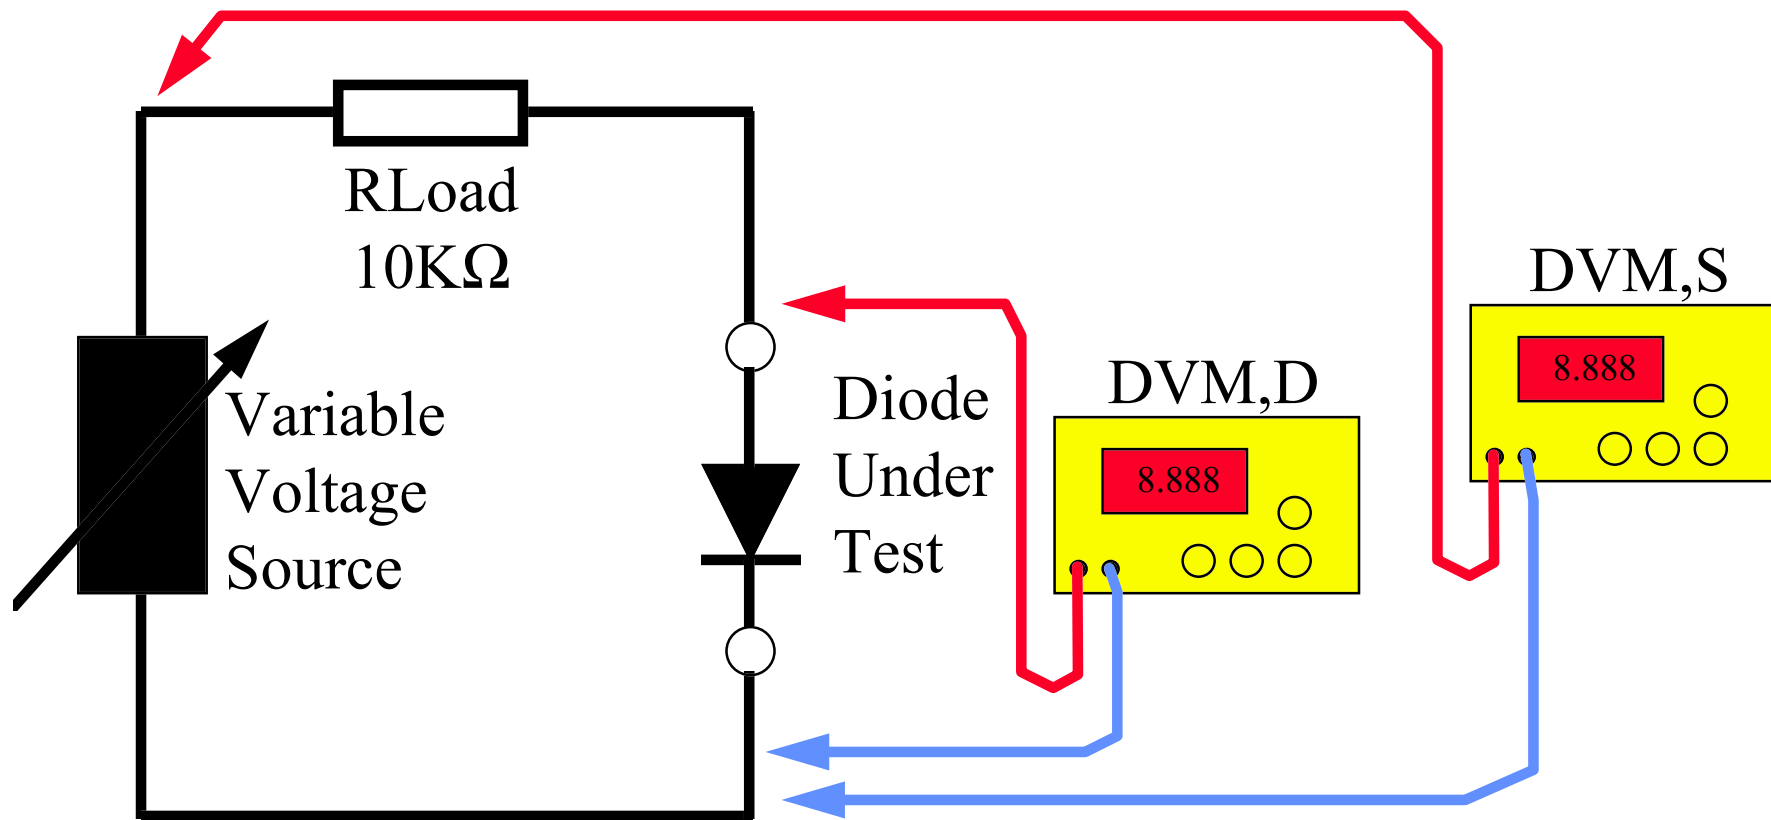 RLoad
10KΩ
Variable
Voltage
Source
Diode
Under
Test
DVM,D
8.888
DVM,S
8.888